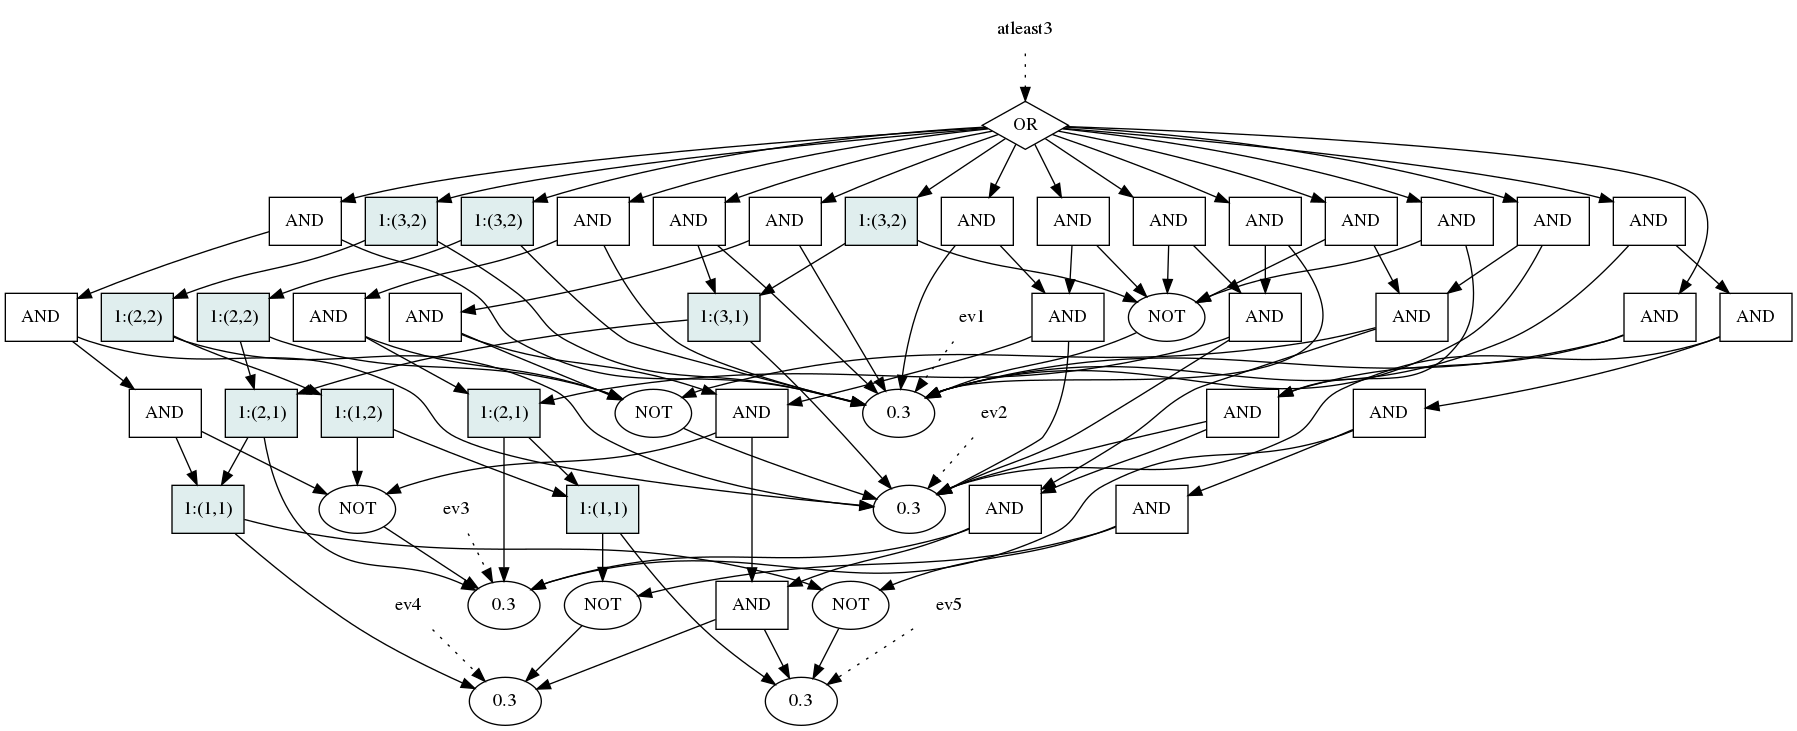 atleast3
OR
AND
1:(3,2)
1:(3,2)
AND
AND
AND
1:(3,2)
AND
AND
AND
AND
AND
AND
AND
AND
AND
1:(2,2)
1:(2,2)
AND
AND
1:(3,1)
ev1
AND
NOT
AND
AND
AND
AND
AND
1:(2,1)
1:(1,2)
1:(2,1)
NOT
AND
0.3
ev2
AND
AND
1:(1,1)
NOT
ev3
1:(1,1)
0.3
AND
AND
ev4
0.3
NOT
AND
NOT
ev5
0.3
0.3